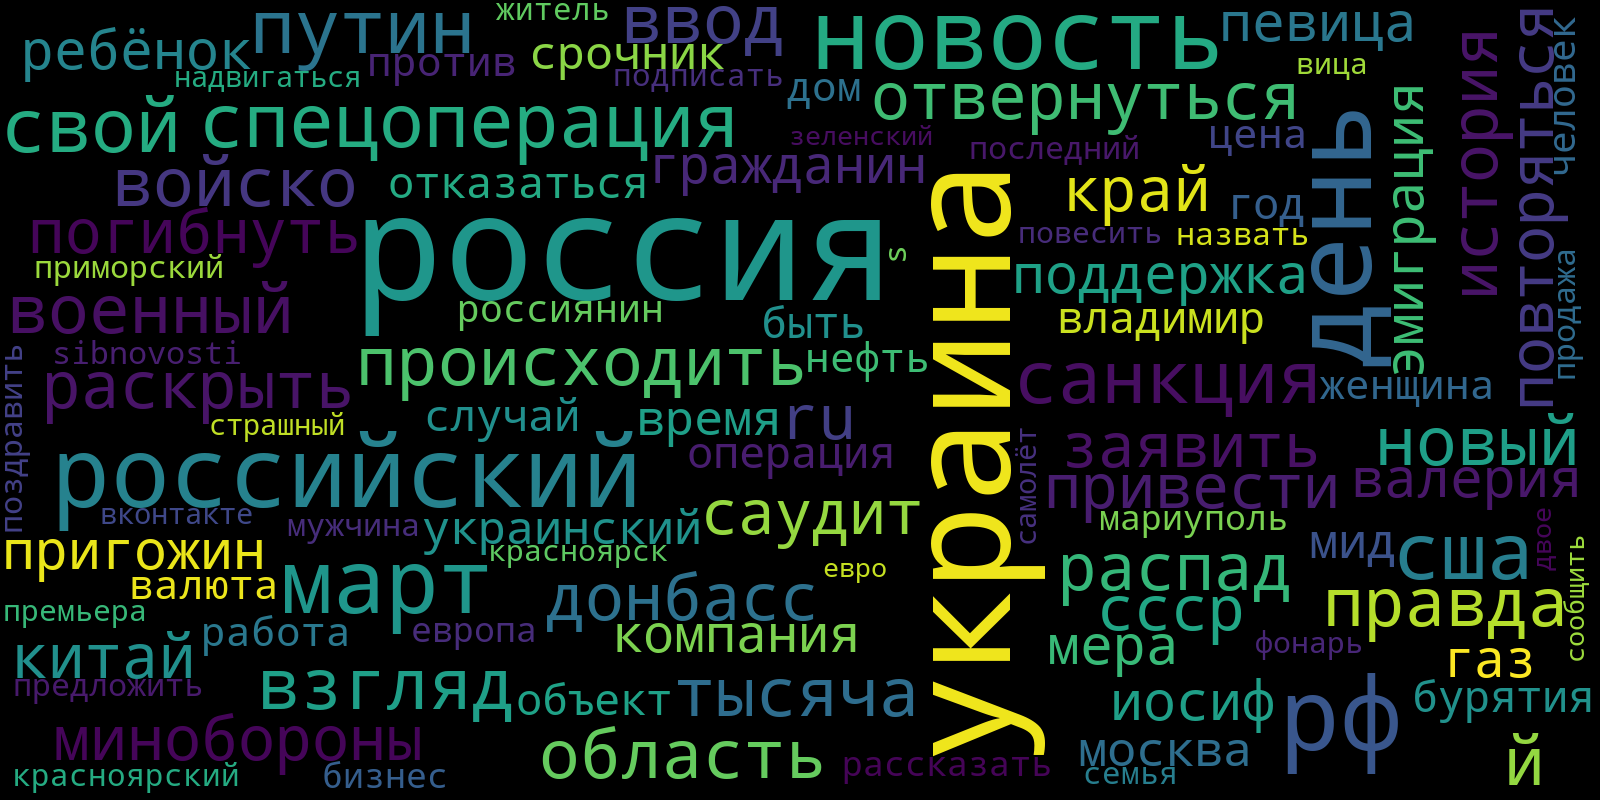 житель
путин
ввод
новость
певица
ребёнок
срочник
против
надвигаться
подписать
дом
вица
отвернуться
свой
спецоперация
зеленский
последний
цена
гражданин
войско
отказаться
край
год
день
эмиграция
история
повторяться
человек
погибнуть
россия
s
украина
повесить
назвать
приморский
поддержка
продажа
военный
россиянин
быть
владимир
sibnovosti
происходить
нефть
раскрыть
санкция
женщина
поздравить
страшный
случай
время
ru
операция
заявить
новый
российский
самолёт
привести
валерия
вконтакте
мужчина
украинский
саудит
мариуполь
пригожин
красноярск
мид
сша
двое
валюта
март
евро
распад
сообщить
премьера
донбасс
ссср
правда
работа
европа
компания
мера
фонарь
газ
китай
предложить
взгляд
объект
тысяча
иосиф
рф
бурятия
минобороны
область
рассказать
москва
й
красноярский
бизнес
семья